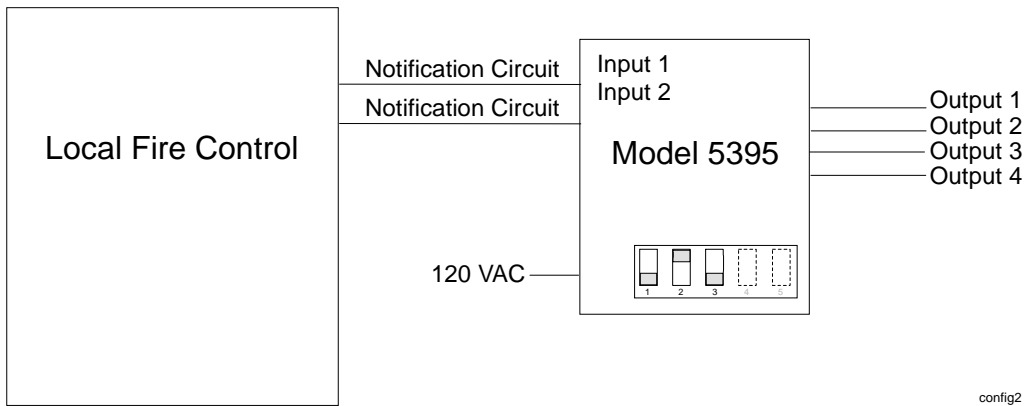 Local Fire Control
Notification Circuit
Notification Circuit
120 VAC
Input 1
Input 2
Model 5395
1 2 3 4 5
Output 1
Output 2
Output 3
Output 4
config2